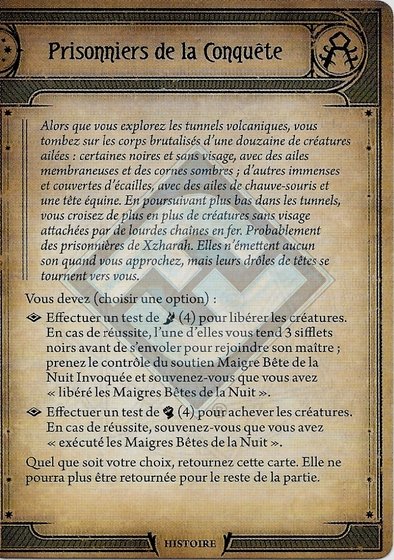 Prisonniers de la Conquête
Alors que vous explorez les tunnels volcaniques, vous
tombez sur les corps brutalisés d'une douzaine de créatures
ailées : certaines noires et sans visage, avec des ailes
membraneuses et des corps sombres ; d'autres immenses
et couvertes d'écailles, avec des ailes de chauve-souris et
une tête équine. En poursuivant plus bas dans les tunnels,
vous croisez de plus en plus de créatures sans visage
attachées par de lourdes chaînes en fer. Probablement
des prisonnières de Xzharah. Elles n'émettent aucun
son quand vous approchez, mais leurs drôles de têtes se
tournent vers vous.
Vous devez (choisir une option) :
Effectuer un test de (4) pour libérer les créatures.
En cas de réussite, l'une d'elles vous tend 3 sifflets
noirs avant de s'envoler pour rejoindre son maître ;
prenez le contrôle du soutien Maigre Bête de la
Nuit Invoquée et souvenez-vous que vous avez
« libéré les Maigres Bêtes de la Nuit ».
Effectuer un test de (4) pour achever les créatures.
En cas de réussite, souvenez-vous que vous avez
« exécuté les Maigres Bêtes de la Nuit ».
Quel que soit votre choix, retournez cette carte. Elle ne
pourra plus être retournée pour le reste de la partie.
HISTOIRE